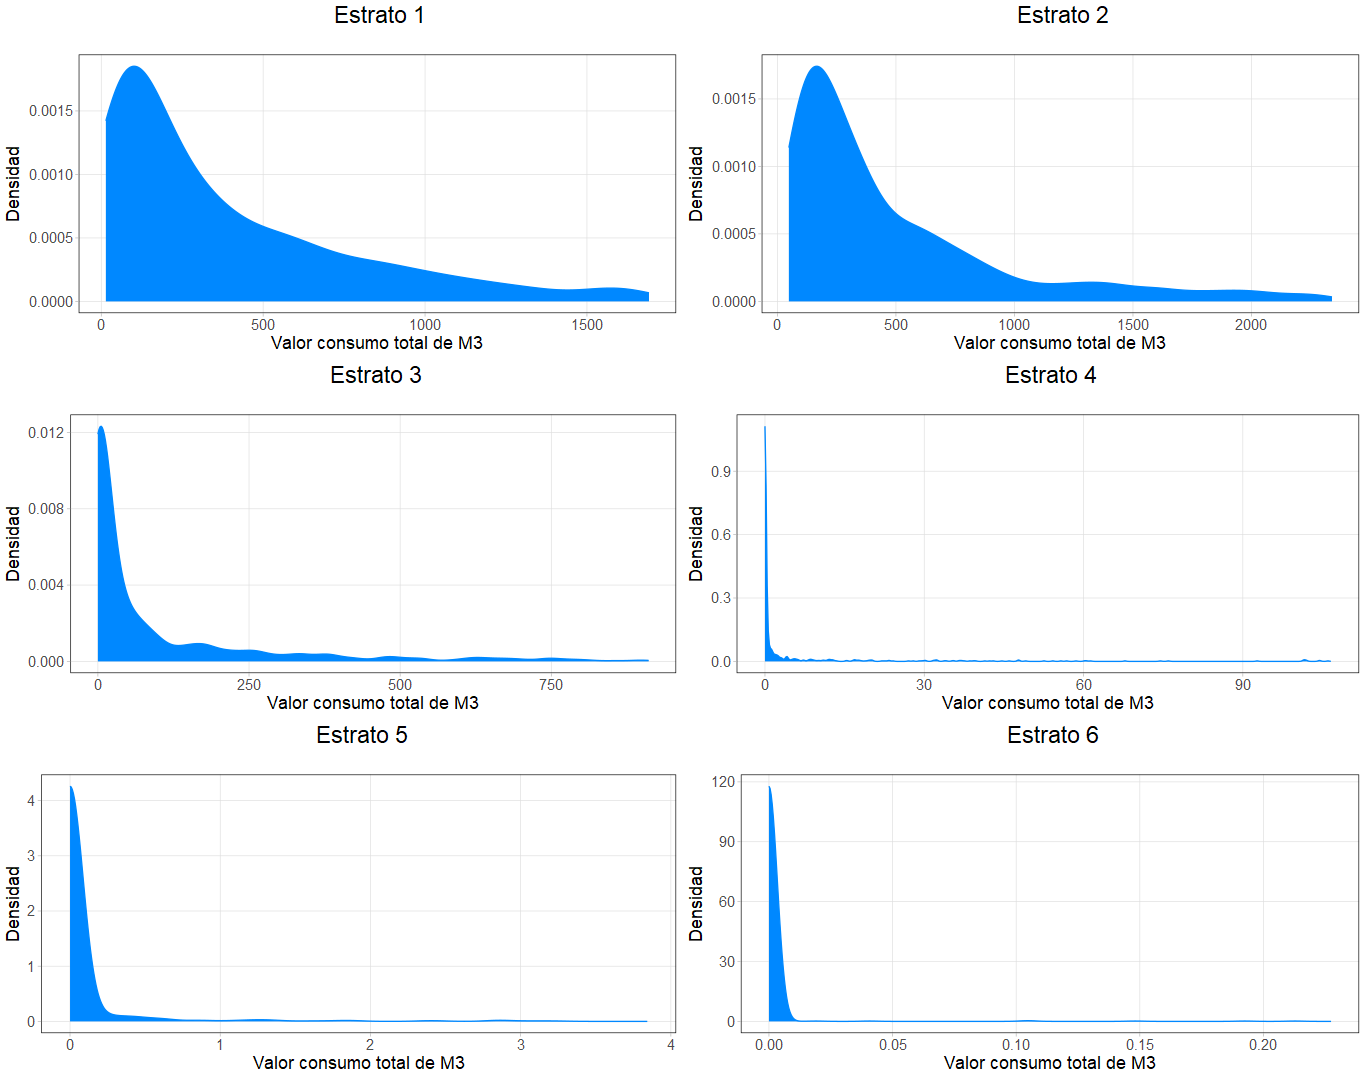 Estrato 1
0.0015
0.0010
0.0005
0.0000
Densidad
0 500 1000 1500
Valor consumo total de M3
Estrato 2
0.0015
0.0010
0.0005
0.0000
Densidad
0 500 1000 1500 2000
Valor consumo total de M3
Estrato 3
0.012
0.008
0.004
0.000
Densidad
0 250 500 750
Valor consumo total de M3
Estrato 4
0.9
0.6
0.3
0.0
Densidad
0 30 60 90
Valor consumo total de M3
Estrato 5
4
3
2
1
0
Densidad
0 1 2 3 4
Valor consumo total de M3
Estrato 6
120
90
60
30
0
Densidad
0.00 0.05 0.10 0.15 0.20
Valor consumo total de M3